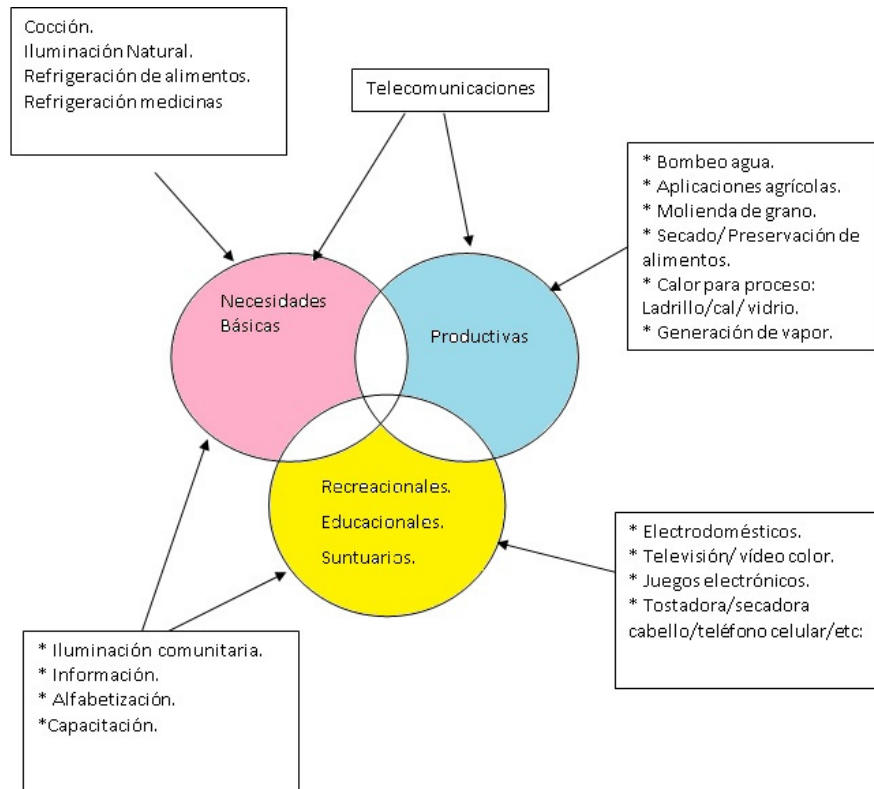 Cocción.
Iluminación Natural.
Refrigeración de alimentos.
Refrigeración medicinas
Telecomunicaciones
* Bombeo agua.
* Aplicaciones agrícolas.
* Molienda de grano.
* Secado/ Preservación de
alimentos.
* Calor para proceso:
Ladrillo/cal/ vidrio.
* Generación de vapor.
Necesidades
Básicas
Productivas
Recreacionales.
Educacionales.
Suntuarios.
* Electrodomésticos.
* Televisión/ vídeo color.
* Juegos electrónicos.
* Tostadora/secadora
cabello/teléfono celular/etc:
* Iluminación comunitaria.
* Información.
* Alfabetización.
*Capacitación.